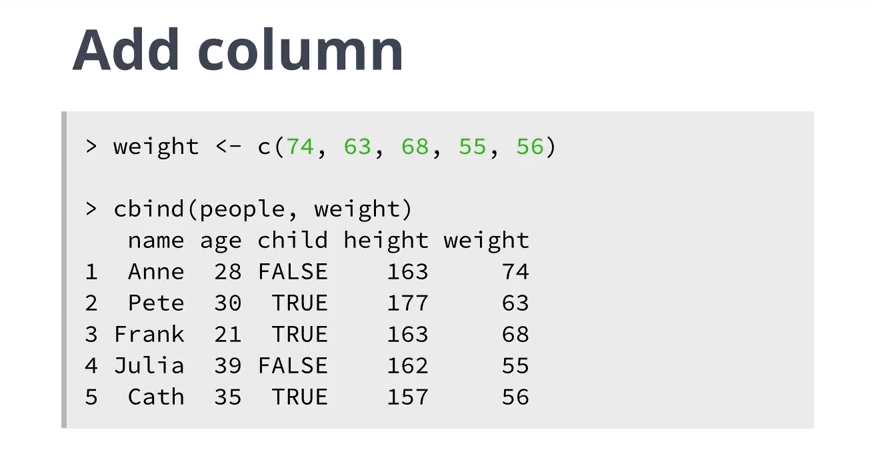 Add column
> weight <- c(74, 63, 68, 55, 56)
> cbind(people, weight)
name age child height weight
1 Anne 28 FALSE 163 74
2 Pete 30 TRUE 177 63
3 Frank 21 TRUE 163 68
4 Julia 39 FALSE 162 55
5 Cath 35 TRUE 157 56